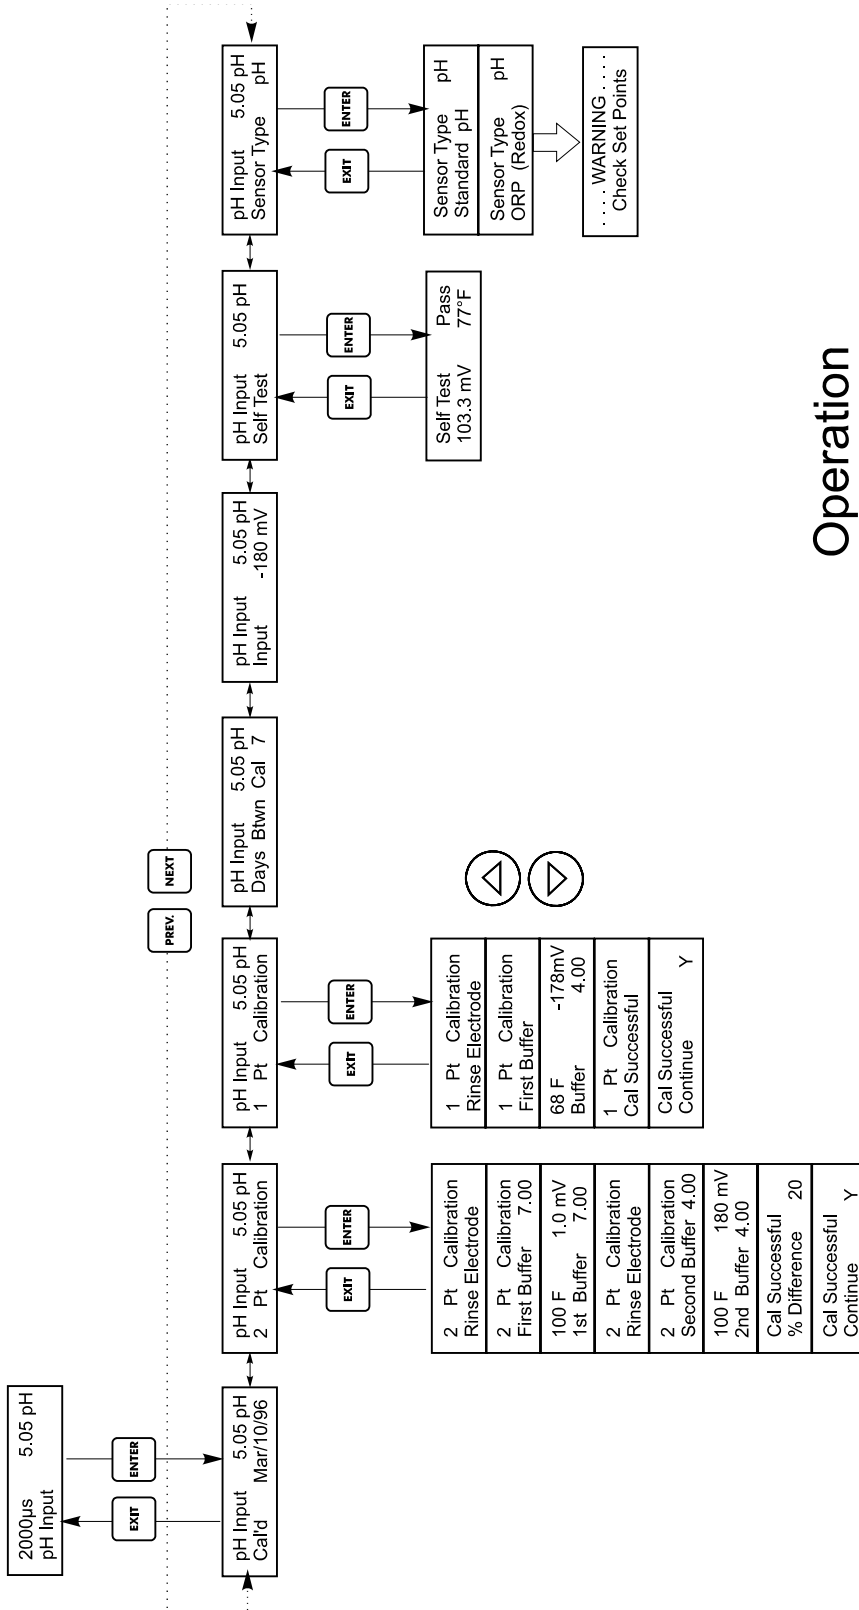 2000µs 5.05 pH
pH Input
EXIT
ENTER
PREV.
NEXT
pH Input 5.05 pH
Cal'd Mar/10/96
pH Input 5.05 pH
2 Pt Calibration
EXIT
ENTER
2 Pt Calibration
Rinse Electrode
2 Pt Calibration
First Buffer 7.00
100 F 1.0 mV
1st Buffer 7.00
2 Pt Calibration
Rinse Electrode
2 Pt Calibration
Second Buffer 4.00
100 F 180 mV
2nd Buffer 4.00
Cal Successful
% Difference 20
Cal Successful
Continue Y
pH Input 5.05 pH
1 Pt Calibration
EXIT
ENTER
1 Pt Calibration
Rinse Electrode
1 Pt Calibration
First Buffer
68 F -178mV
Buffer 4.00
1 Pt Calibration
Cal Successful
Cal Successful
Continue Y
pH Input 5.05 pH
Days Btwn Cal 7
pH Input 5.05 pH
Input -180 mV
pH Input 5.05 pH
Self Test
EXIT
ENTER
Self Test Pass
103.3 mV 77°F
pH Input 5.05 pH
Sensor Type pH
EXIT
ENTER
Sensor Type pH
Standard pH
Sensor Type pH
ORP (Redox)
. . . . WARNING . . . .
Check Set Points
Operation